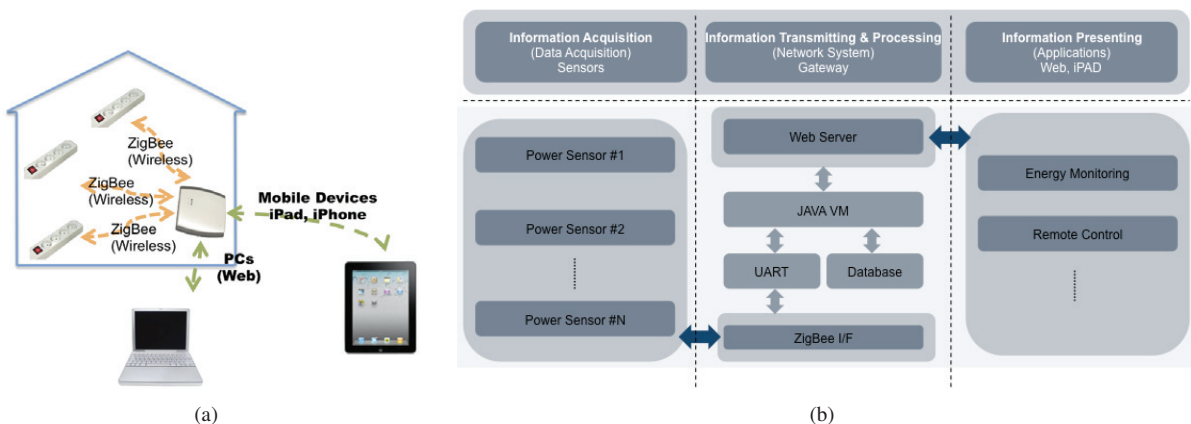 ZigBee
(Wireless)
ZigBee
(Wireless)
ZigBee
(Wireless)
Mobile Devices
iPad, iPhone
PCs
(Web)
(a)
Information Acquisition
(Data Acquisition)
Sensors
Information Transmitting & Processing
(Network System)
Gateway
Information Presenting
(Applications)
Web, iPAD
Power Sensor #1
Power Sensor #2
Power Sensor #N
Web Server
JAVA VM
UART
Database
ZigBee I/F
Energy Monitoring
Remote Control
(b)